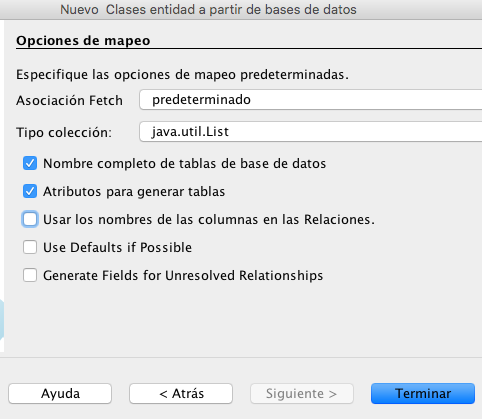 Nuevo Clases entidad a partir de bases de datos
Opciones de mapeo
Especifique las opciones de mapeo predeterminadas.
Asociación Fetch predeterminado
Tipo colección: java.util.List
Nombre completo de tablas de base de datos
Atributos para generar tablas
Usar los nombres de las columnas en las Relaciones.
Use Defaults if Possible
Generate Fields for Unresolved Relationships
Ayuda < Atrás Siguiente > Terminar